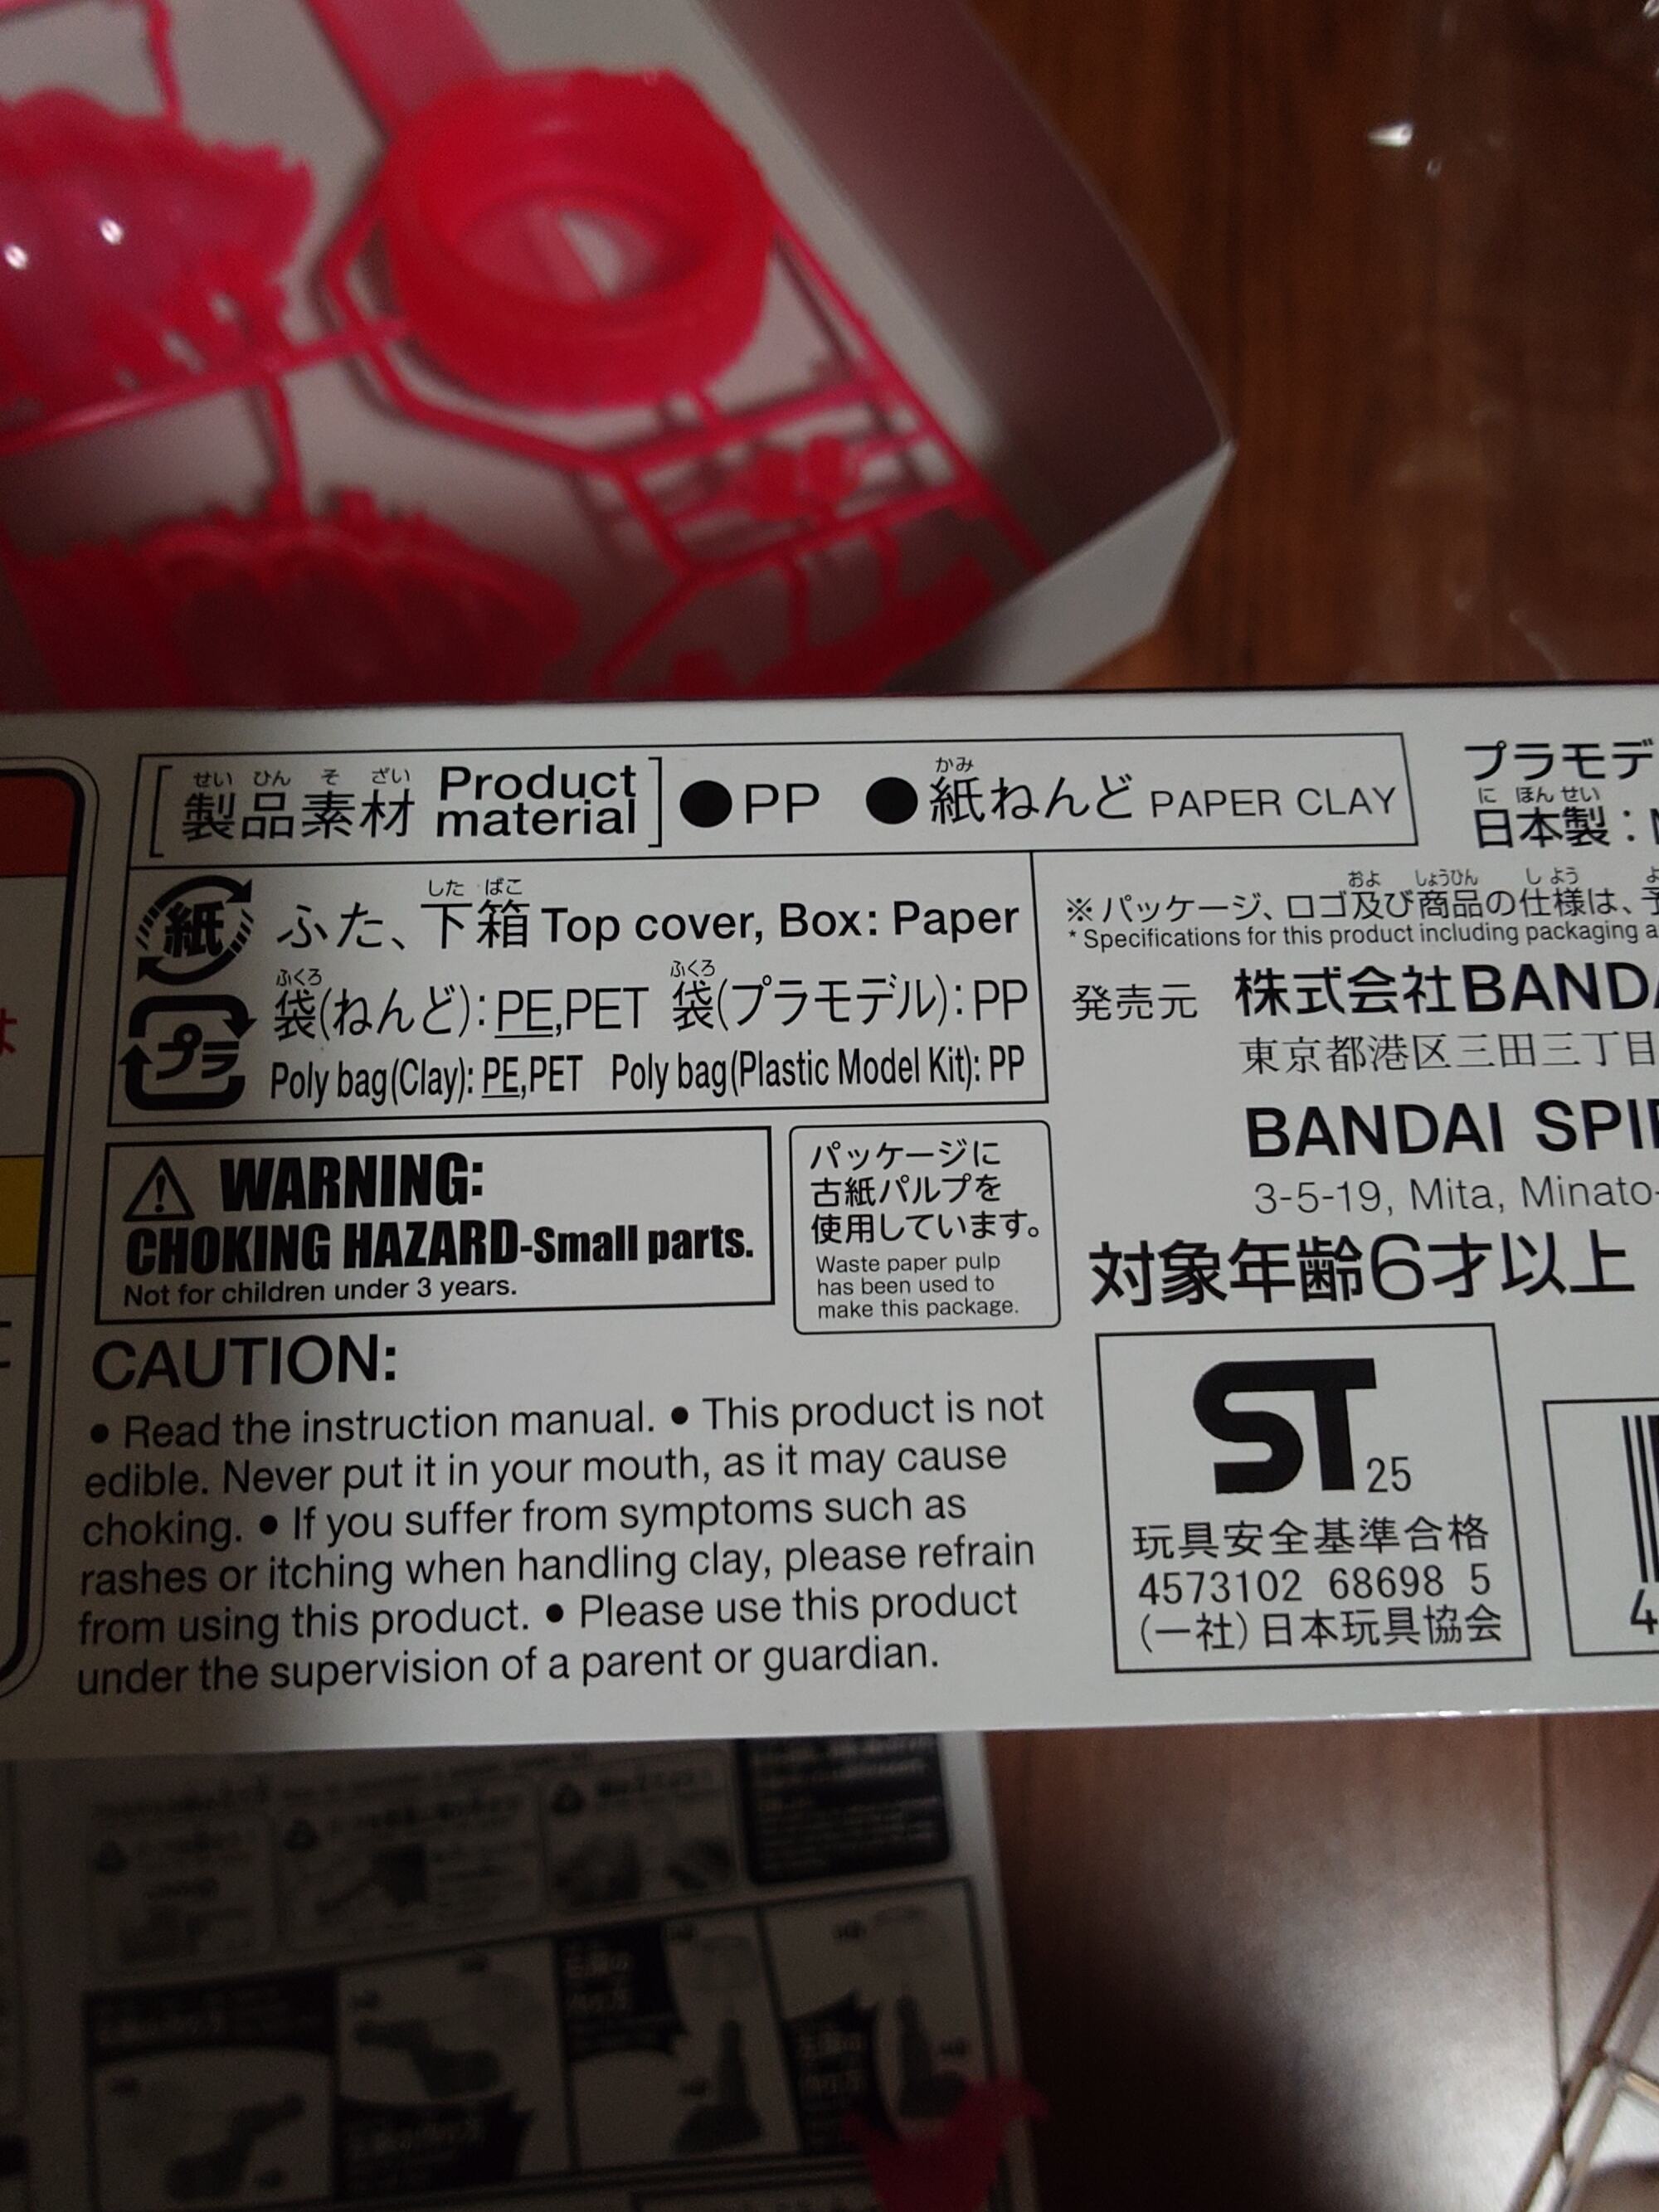 せい ひん そ ざい
製品素材 Product material ●PP ●紙ねんど PAPER CLAY
かみ
紙 ふた、下箱 Top cover, Box: Paper
した ばこ
プラ 袋(ねんど):PE,PET 袋(プラモデル):PP
ふくろ ふくろ
Poly bag(Clay): PE,PET Poly bag(Plastic Model Kit): PP
WARNING:
CHOKING HAZARD-Small parts.
Not for children under 3 years.
パッケージに
古紙パルプを
使用しています。
Waste paper pulp
has been used to
make this package.
CAUTION:
● Read the instruction manual. ● This product is not
edible. Never put it in your mouth, as it may cause
choking. ● If you suffer from symptoms such as
rashes or itching when handling clay, please refrain
from using this product. ● Please use this product
under the supervision of a parent or guardian.
プラモデ
に ほん せい
日本製:
およ しょうひん し よう
※パッケージ、ロゴ及び商品の仕様は、
* Specifications for this product including packaging
発売元 株式会社BANDA
東京都港区三田三丁目
BANDAI SPI
3-5-19, Mita, Minato-
対象年齢6才以上
ST 25
玩具安全基準合格
4573102 68698 5
(一社)日本玩具協会
4
は